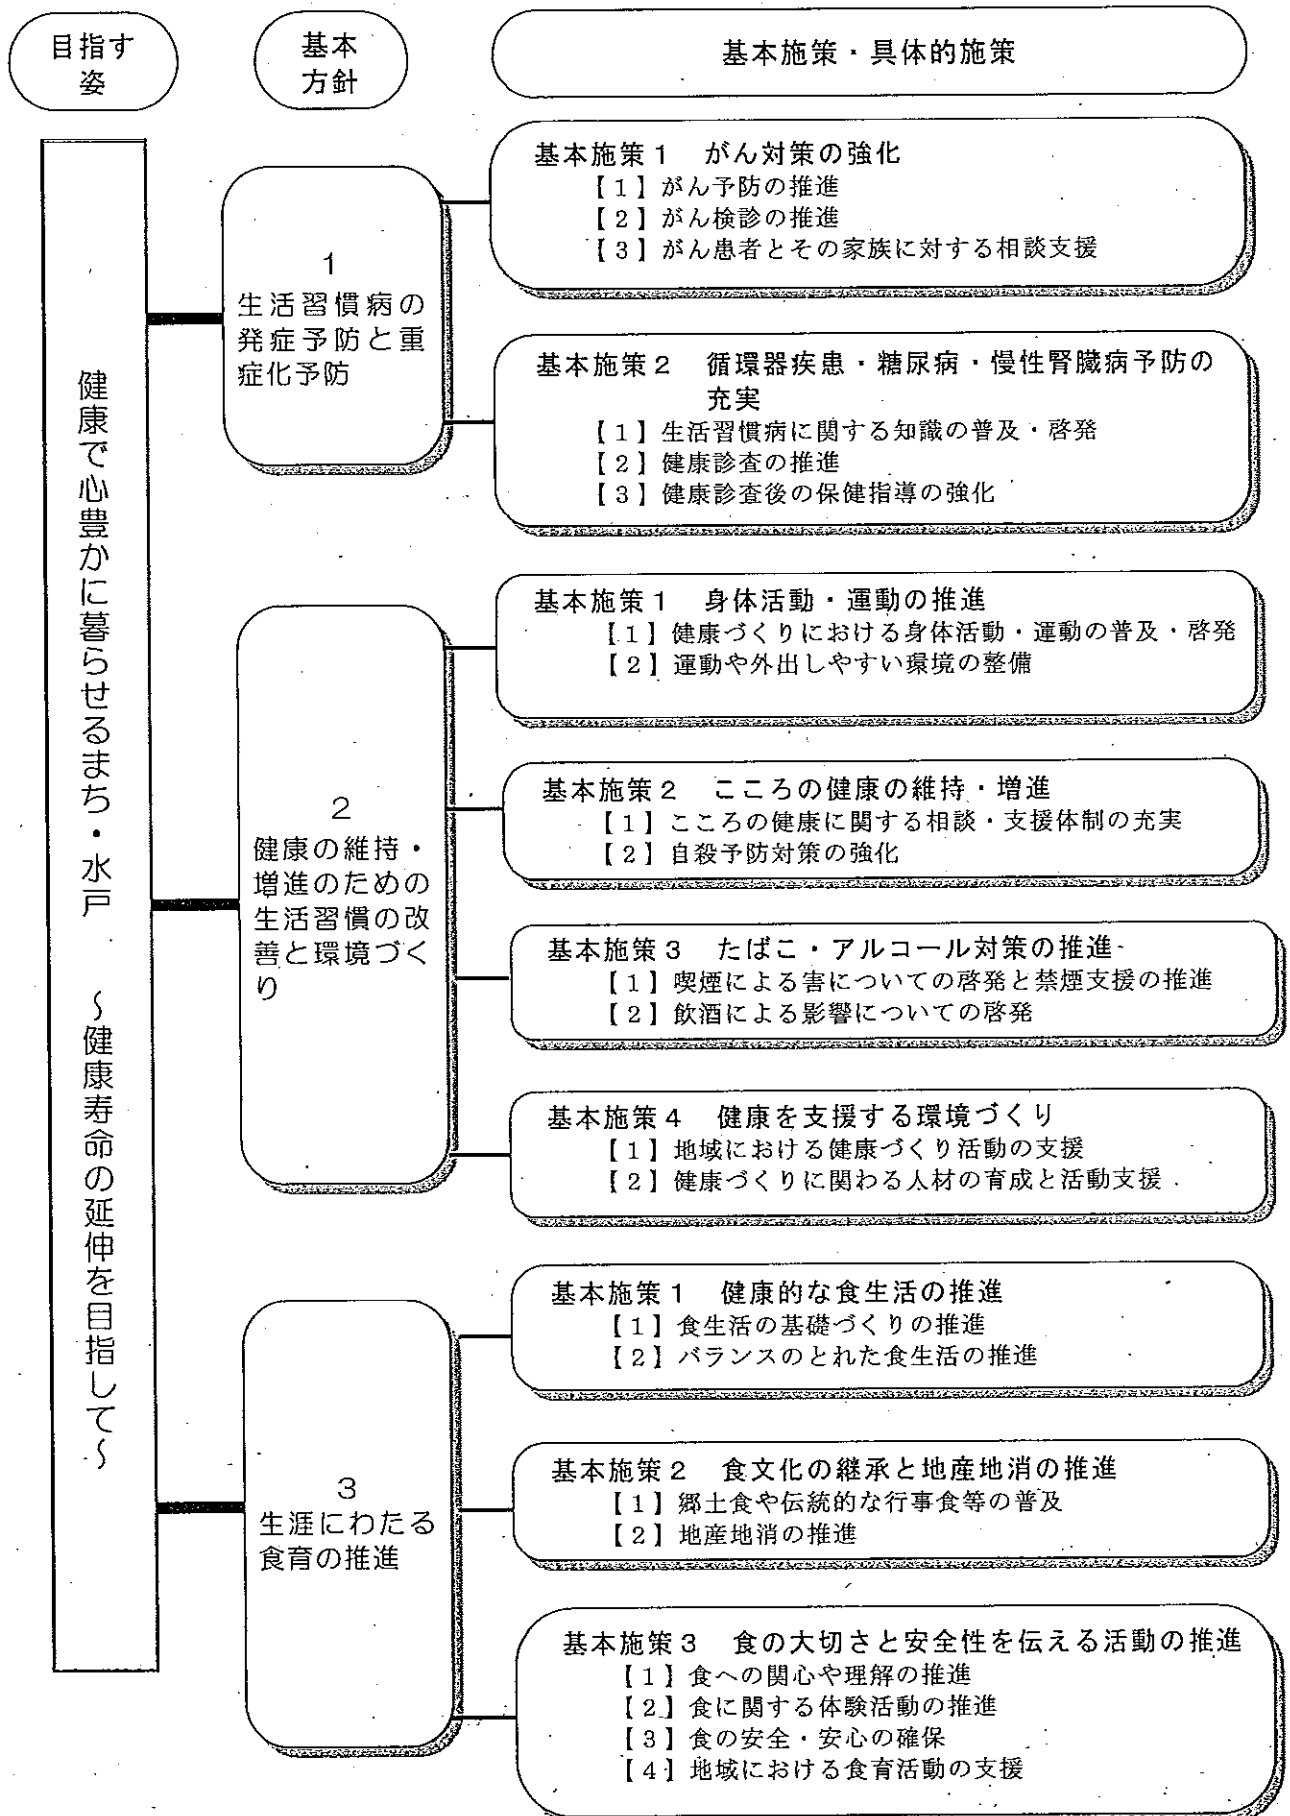 目指す
姿
基本
方針
基本施策・具体的施策
健康で心豊かに暮らせるまち・水戸 ~健康寿命の延伸を目指して~
1
生活習慣病の
発症予防と重
症化予防
基本施策1 がん対策の強化
【1】がん予防の推進
【2】がん検診の推進
【3】がん患者とその家族に対する相談支援
基本施策2 循環器疾患・糖尿病・慢性腎臓病予防の
充実
【1】生活習慣病に関する知識の普及・啓発
【2】健康診査の推進
【3】健康診査後の保健指導の強化
2
健康の維持・
増進のための
生活習慣の改
善と環境づく
り
基本施策1 身体活動・運動の推進
【1】健康づくりにおける身体活動・運動の普及・啓発
【2】運動や外出しやすい環境の整備
基本施策2 こころの健康の維持・増進
【1】こころの健康に関する相談・支援体制の充実
【2】自殺予防対策の強化
基本施策3 たばこ・アルコール対策の推進
【1】喫煙による害についての啓発と禁煙支援の推進
【2】飲酒による影響についての啓発
基本施策4 健康を支援する環境づくり
【1】地域における健康づくり活動の支援
【2】健康づくりに関わる人材の育成と活動支援
3
生涯にわたる
食育の推進
基本施策1 健康的な食生活の推進
【1】食生活の基礎づくりの推進
【2】バランスのとれた食生活の推進
基本施策2 食文化の継承と地産地消の推進
【1】郷土食や伝統的な行事食等の普及
【2】地産地消の推進
基本施策3 食の大切さと安全性を伝える活動の推進
【1】食への関心や理解の推進
【2】食に関する体験活動の推進
【3】食の安全・安心の確保
【4】地域における食育活動の支援